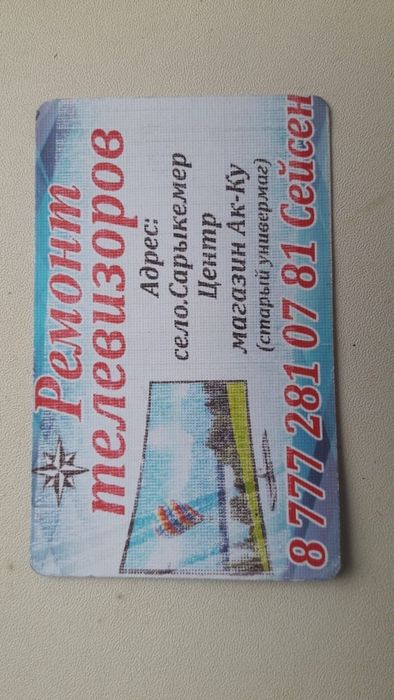 Ремонт
телевизоров
Адрес:
село.Сарыкемер
Центр
магазин Ак-Ку
(старый универмаг)
8 777 281 07 81 Сейсен